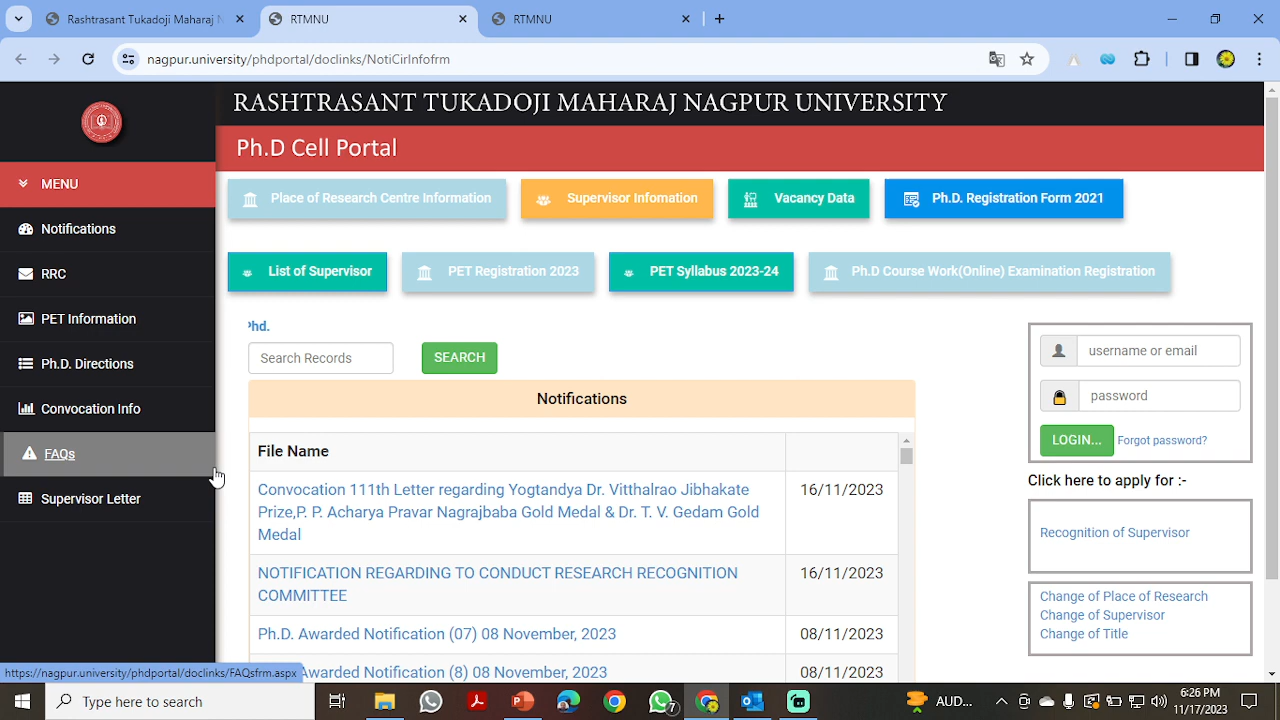 Rashtrasant Tukadoji Maharaj N
RTMNU
RTMNU
nagpur.university/phdportal/doclinks/NotiCirInfofrm
RASHTRASANT TUKADOJI MAHARAJ NAGPUR UNIVERSITY
Ph.D Cell Portal
MENU
Notifications
RRC
PET Information
Ph.D. Directions
Convocation Info
FAQs
Supervisor Letter
Place of Research Centre Information
Supervisor Infomation
Vacancy Data
Ph.D. Registration Form 2021
List of Supervisor
PET Registration 2023
PET Syllabus 2023-24
Ph.D Course Work(Online) Examination Registration
Phd.
Search Records
SEARCH
Notifications
File Name
Convocation 111th Letter regarding Yogtandya Dr. Vitthalrao Jibhakate
Prize,P. P. Acharya Pravar Nagrajbaba Gold Medal & Dr. T. V. Gedam Gold
Medal
16/11/2023
NOTIFICATION REGARDING TO CONDUCT RESEARCH RECOGNITION
COMMITTEE
16/11/2023
Ph.D. Awarded Notification (07) 08 November, 2023
08/11/2023
Awarded Notification (8) 08 November, 2023
08/11/2023
username or email
password
LOGIN...
Forgot password?
Click here to apply for :-
Recognition of Supervisor
Change of Place of Research
Change of Supervisor
Change of Title
https://nagpur.university/phdportal/doclinks/FAQsfrm.aspx
Type here to search
7
AUD...
6:26 PM
11/17/2023